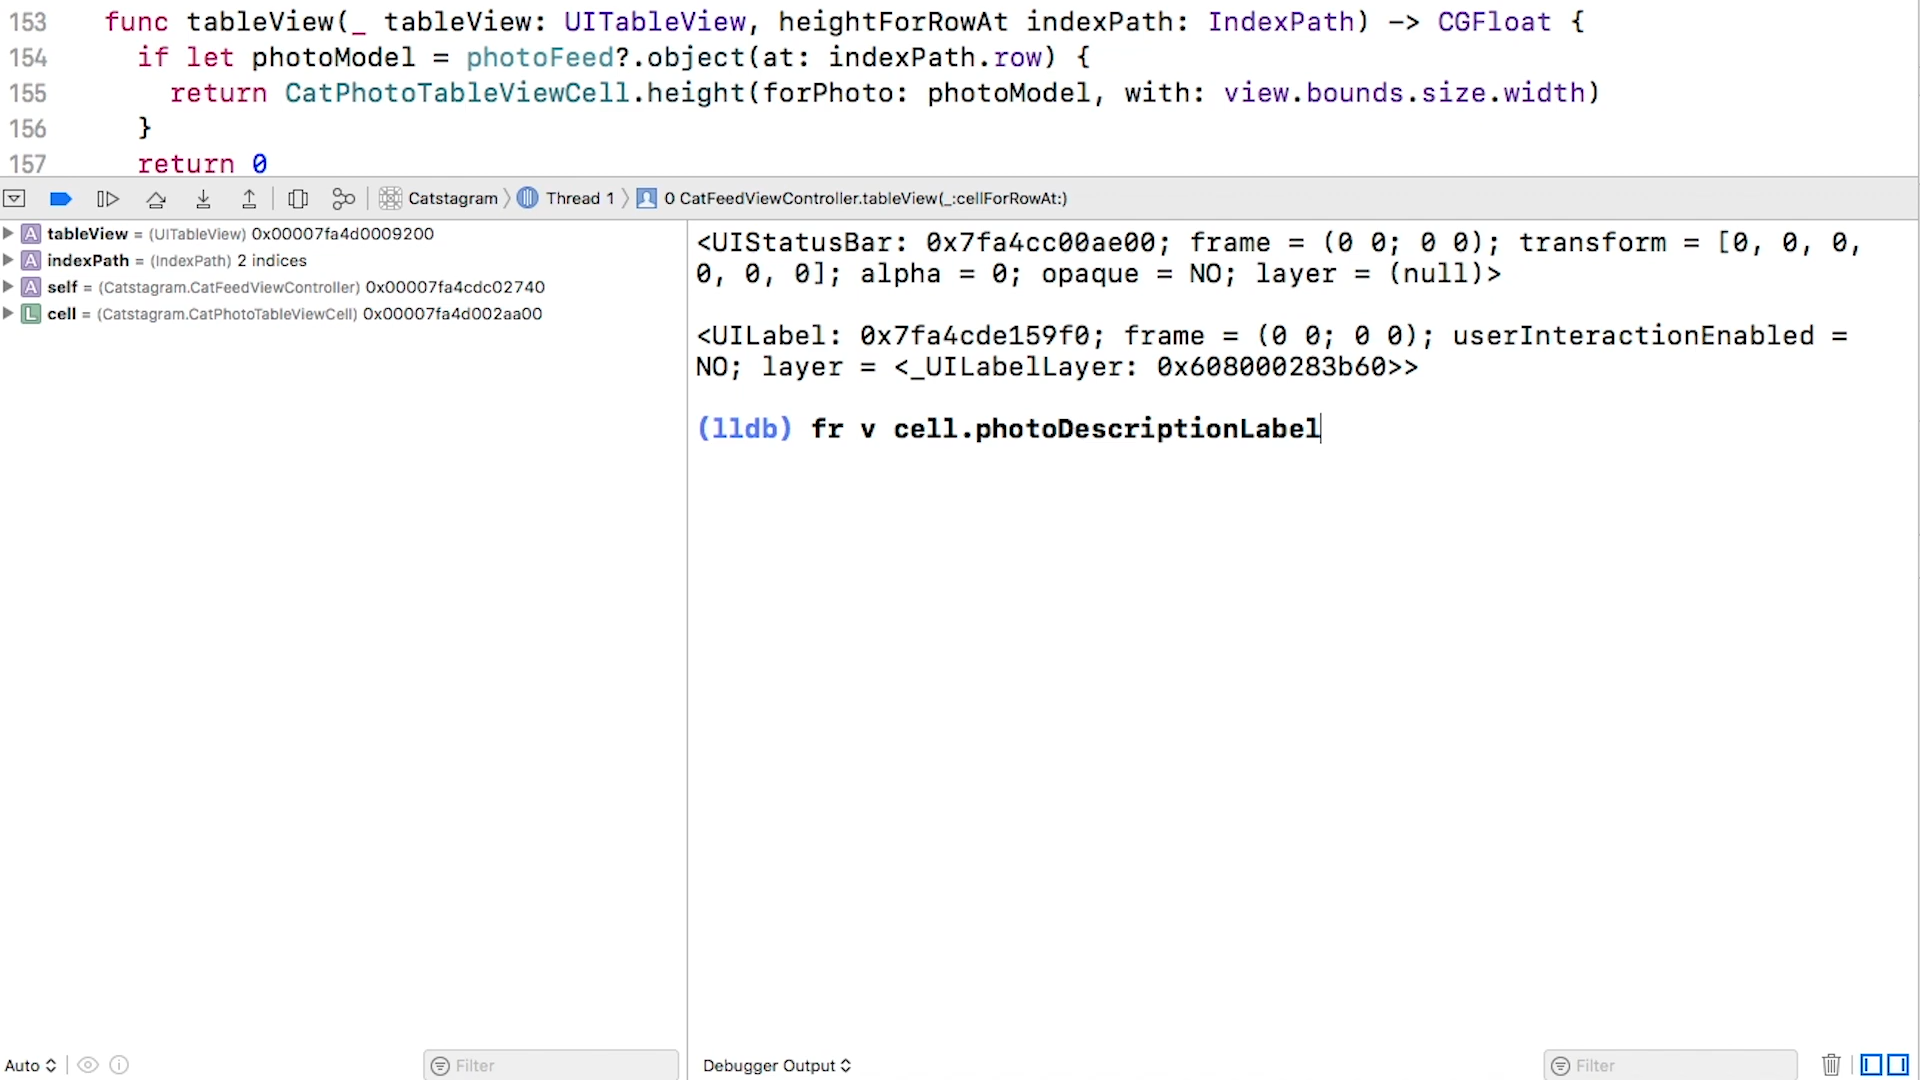 153 func tableView(_ tableView: UITableView, heightForRowAt indexPath: IndexPath) -> CGFloat {
154 if let photoModel = photoFeed?.object(at: indexPath.row) {
155 return CatPhotoTableViewCell.height(forPhoto: photoModel, with: view.bounds.size.width)
156 }
157 return 0
Catstagram Thread 1 0 CatFeedViewController.tableView(_:cellForRowAt:)
A tableView = (UITableView) 0x00007fa4d0009200
A indexPath = (IndexPath) 2 indices
A self = (Catstagram.CatFeedViewController) 0x00007fa4cdc02740
L cell = (Catstagram.CatPhotoTableViewCell) 0x00007fa4d002aa00
<UIStatusBar: 0x7fa4cc00ae00; frame = (0 0; 0 0); transform = [0, 0, 0,
0, 0, 0]; alpha = 0; opaque = NO; layer = (null)>
<UILabel: 0x7fa4cde159f0; frame = (0 0; 0 0); userInteractionEnabled =
NO; layer = <_UILabelLayer: 0x608000283b60>>
(lldb) fr v cell.photoDescriptionLabel
Auto Filter Debugger Output Filter